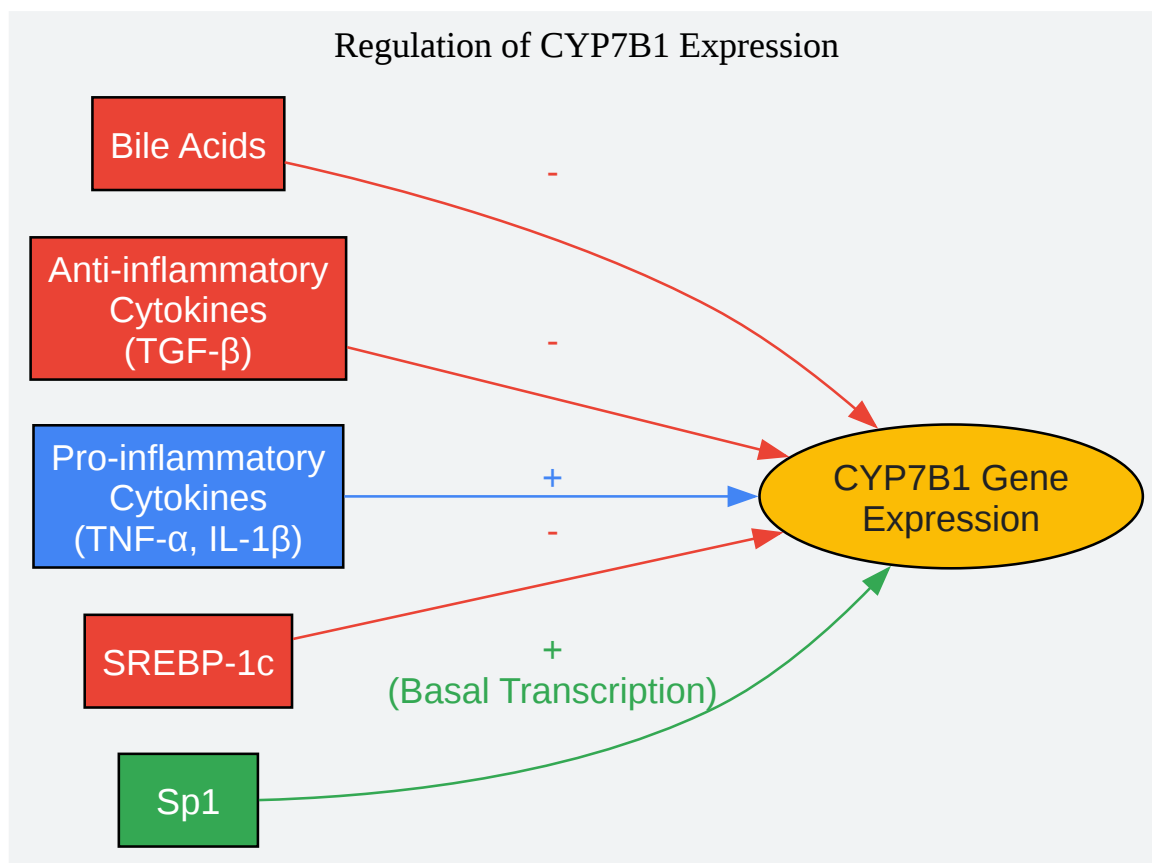 Regulation of CYP7B1 Expression
Bile Acids
-
Anti-inflammatory
Cytokines
(TGF-β)
-
Pro-inflammatory
Cytokines
(TNF-α, IL-1β)
+
CYP7B1 Gene
Expression
-
SREBP-1c
+
(Basal Transcription)
Sp1